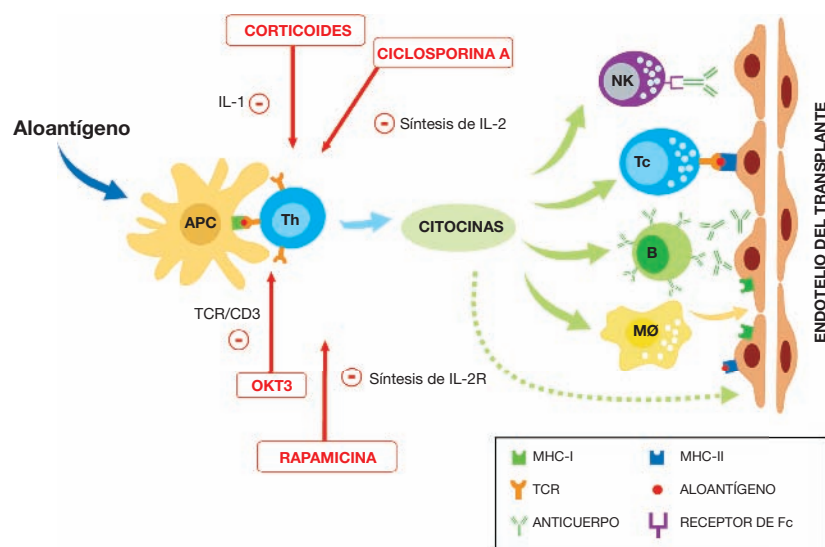 CORTICOIDES
CICLOSPORINA A
IL-1
Síntesis de IL-2
Aloantígeno
APC
Th
CITOCINAS
NK
Tc
B
MØ
ENDOTELIO DEL TRANSPLANTE
TCR/CD3
OKT3
Síntesis de IL-2R
RAPAMICINA
MHC-I
MHC-II
TCR
ALOANTÍGENO
ANTICUERPO
RECEPTOR DE Fc